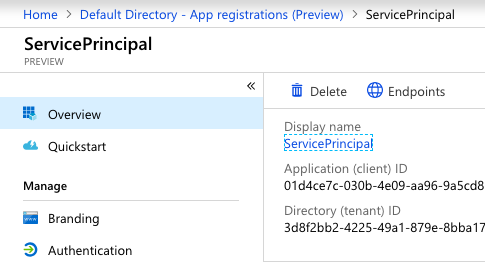 Home > Default Directory - App registrations (Preview) > ServicePrincipal
ServicePrincipal
PREVIEW
«
Overview
Quickstart
Manage
Branding
Authentication
Delete Endpoints
Display name
ServicePrincipal
Application (client) ID
01d4ce7c-030b-4e09-aa96-9a5cd8
Directory (tenant) ID
3d8f2bb2-4225-49a1-879e-8bba17